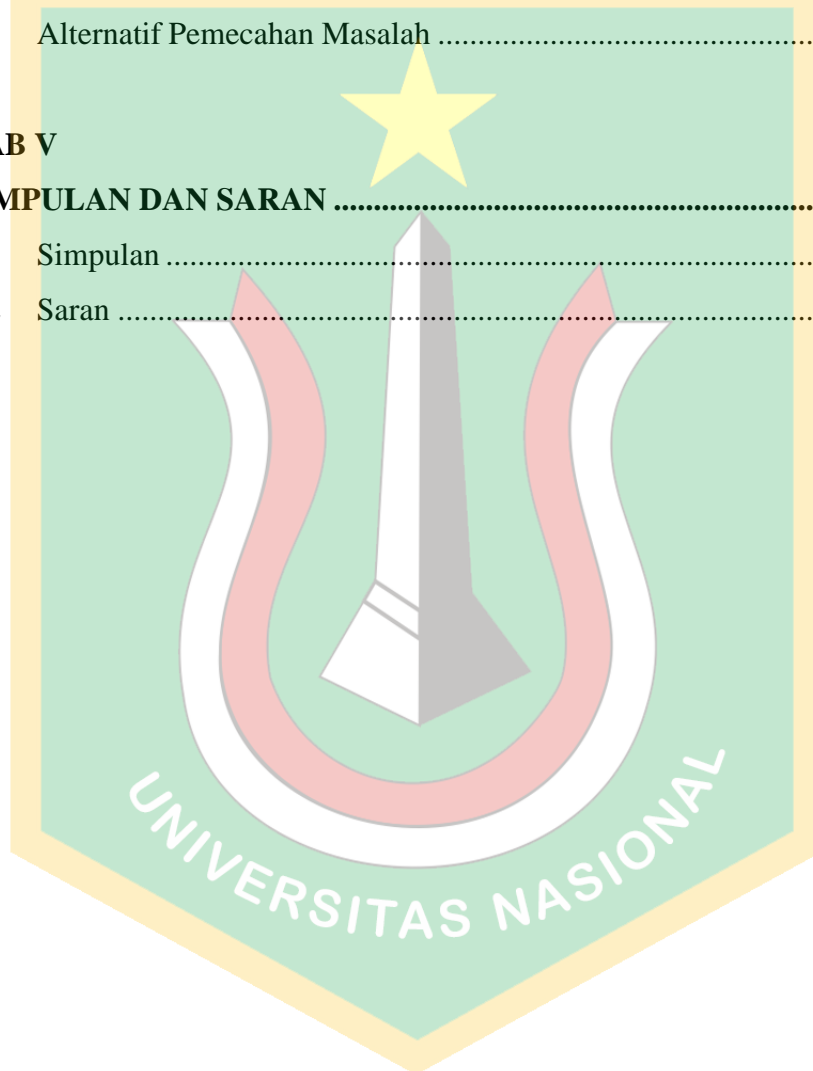 Alternatif Pemecahan Masalah ................................................
AB V
MPULAN DAN SARAN ................................................................
Simpulan ................................................................................
Saran .....................................................................................
UNIVERSITAS NASIONAL